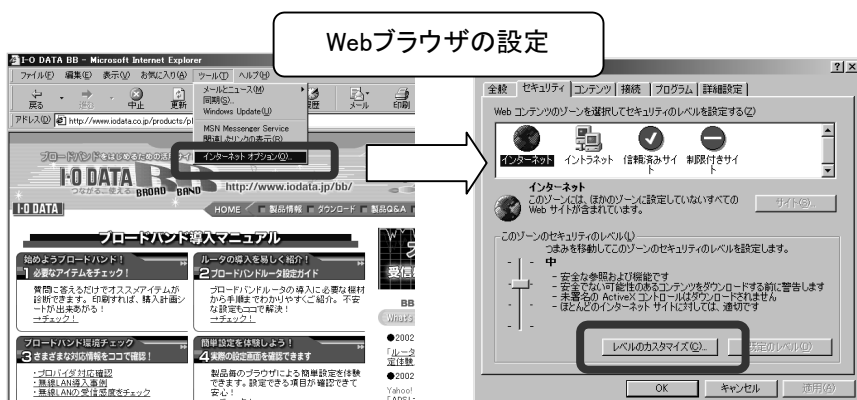 Webブラウザの設定
I-O DATA BB - Microsoft Internet Explorer
ファイル(F) 編集(E) 表示(V) お気に入り(A) ツール(T) ヘルプ(H)
戻る 進む 中止 更新 メール 印刷
メールとニュース(M)
同期(S)...
Windows Update(U)
MSN Messenger Service
関連したリンクの表示(R)
インターネット オプション(O)...
アドレス(D) http://www.iodata.co.jp/products/pl
ブロードバンドをはじめるための応援サイト
I-O DATA BB
つながる、使える BROAD BAND
http://www.iodata.jp/bb/
I-O DATA
HOME 製品情報 ダウンロード 製品Q&A
ブロードバンド導入マニュアル
始めようブロードバンド!
1 必要なアイテムをチェック!
質問に答えるだけでオススメアイテムが
診断できます。印刷すれば、購入計画シ
ートが出来あがる!
→チェック!
ルータの導入を易しく紹介!
2 ブロードバンドルータ設定ガイド
ブロードバンドルータの導入に必要な機材
から手順までわかりやすくご紹介。不安
な設定もココで解決!
→チェック!
ブロードバンド環境チェック
3 さまざまな対応情報をココで確認!
・プロバイダ対応確認
・無線LAN導入事例
・無線LANの受信感度をチェック
簡単設定を体験しよう!
4 実際の設定画面を確認できます
製品毎のブラウザによる簡単設定を体験
できます。設定できる項目が確認できて
安心!
受信
BB
What's
●2002
「ルータ
定体験
●2002
Yahoo!
「ADSL
全般 セキュリティ コンテンツ 接続 プログラム 詳細設定
Web コンテンツのゾーンを選択してセキュリティのレベルを設定する(Z)
インターネット イントラネット 信頼済みサイト 制限付きサイト
インターネット
このゾーンには、ほかのゾーンに設定していないすべての
Web サイトが含まれています。
サイト(S)...
このゾーンのセキュリティのレベル(L)
つまみを移動してこのゾーンのセキュリティのレベルを設定します。
中
- 安全な参照および機能です
- 安全でない可能性のあるコンテンツをダウンロードする前に警告します
- 未署名の ActiveX コントロールはダウンロードされません
- ほとんどのインターネット サイトに対しては、適切です
レベルのカスタマイズ(C)... 既定のレベル(D)
OK キャンセル 適用(A)